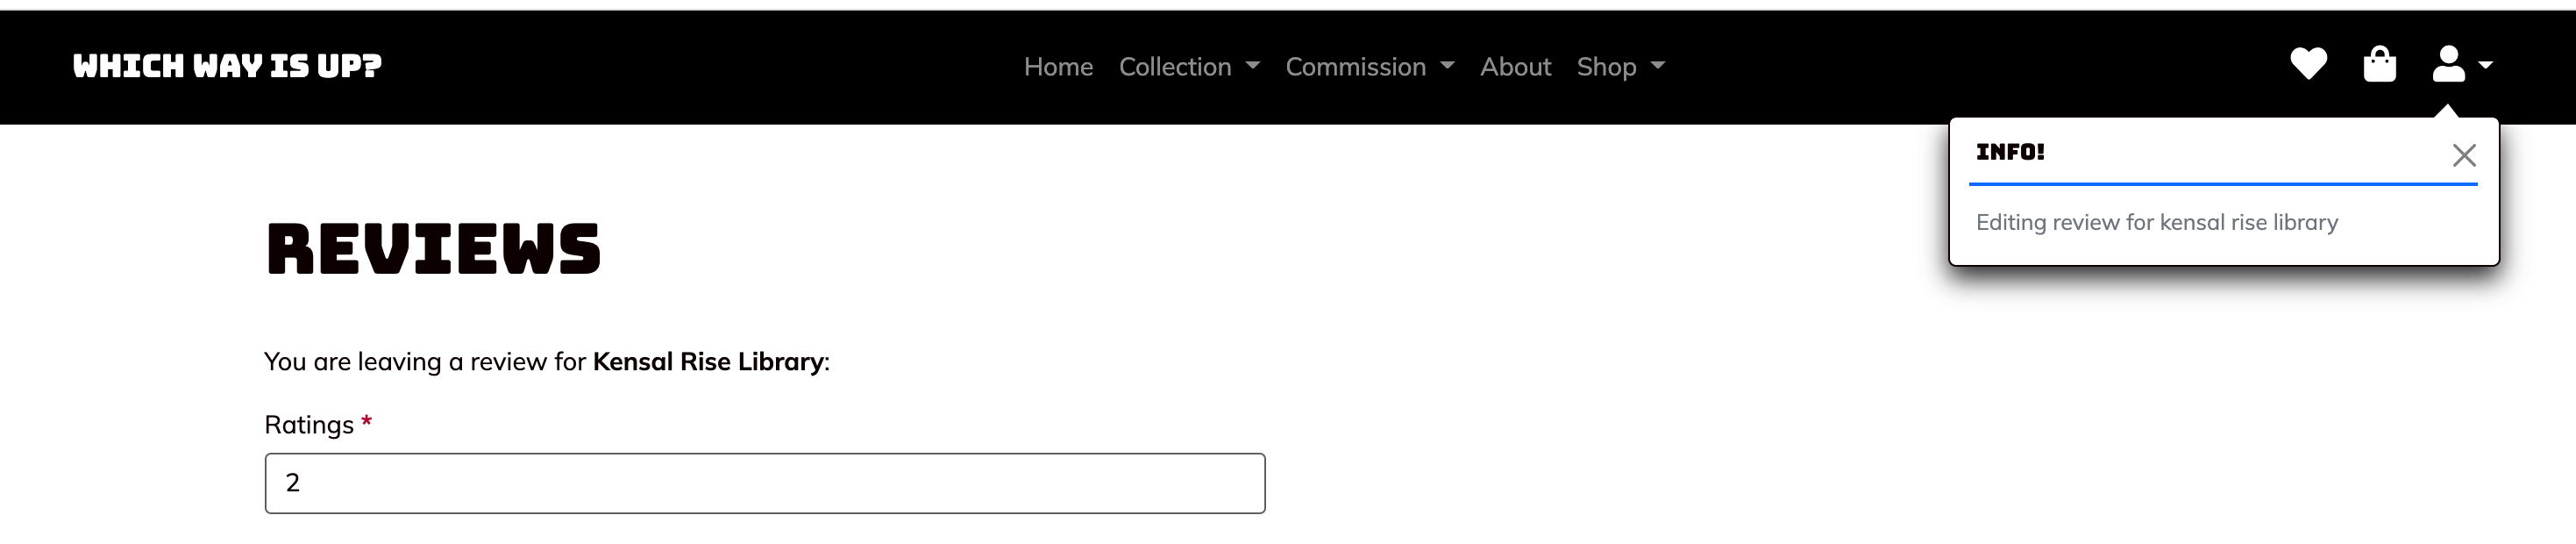 WHICH WAY IS UP?
Home Collection Commission About Shop
INFO!
Editing review for kensal rise library
REVIEWS
You are leaving a review for Kensal Rise Library:
Ratings *
2